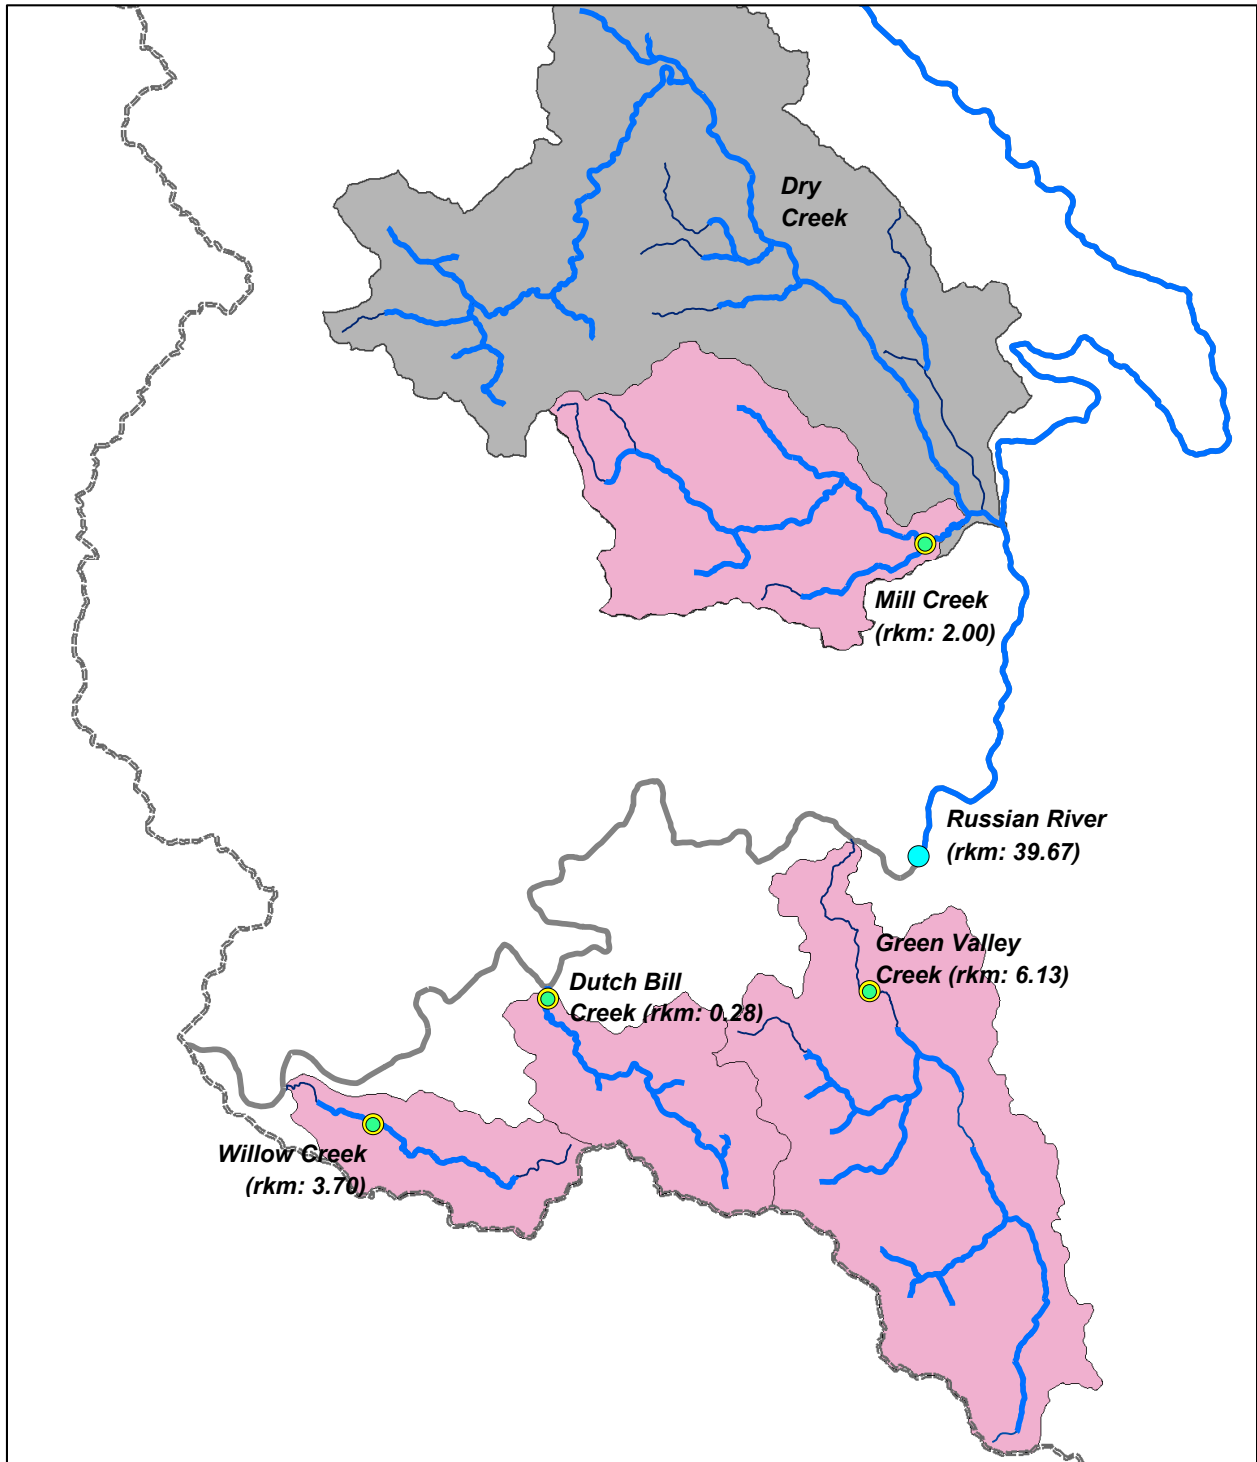 Dry
Creek
Mill Creek
(rkm: 2.00)
Russian River
(rkm: 39.67)
Green Valley
Creek (rkm: 6.13)
Dutch Bill
Creek (rkm: 0.28)
Willow Creek
(rkm: 3.70)